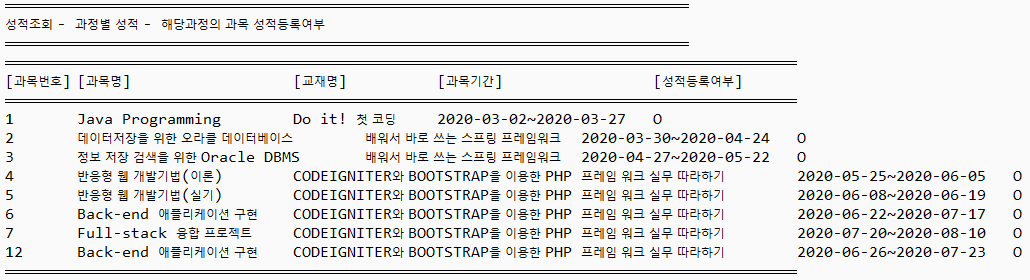 성적조회 - 과정별 성적 - 해당과정의 과목 성적등록여부
[과목번호] [과목명] [교재명] [과목기간] [성적등록여부]
1 Java Programming Do it! 첫 코딩 2020-03-02~2020-03-27 O
2 데이터저장을 위한 오라클 데이터베이스 배워서 바로 쓰는 스프링 프레임워크 2020-03-30~2020-04-24 O
3 정보 저장 검색을 위한 Oracle DBMS 배워서 바로 쓰는 스프링 프레임워크 2020-04-27~2020-05-22 O
4 반응형 웹 개발기법(이론) CODEIGNITER와 BOOTSTRAP을 이용한 PHP 프레임 워크 실무 따라하기 2020-05-25~2020-06-05 O
5 반응형 웹 개발기법(실기) CODEIGNITER와 BOOTSTRAP을 이용한 PHP 프레임 워크 실무 따라하기 2020-06-08~2020-06-19 O
6 Back-end 애플리케이션 구현 CODEIGNITER와 BOOTSTRAP을 이용한 PHP 프레임 워크 실무 따라하기 2020-06-22~2020-07-17 O
7 Full-stack 융합 프로젝트 CODEIGNITER와 BOOTSTRAP을 이용한 PHP 프레임 워크 실무 따라하기 2020-07-20~2020-08-10 O
12 Back-end 애플리케이션 구현 CODEIGNITER와 BOOTSTRAP을 이용한 PHP 프레임 워크 실무 따라하기 2020-06-26~2020-07-23 O